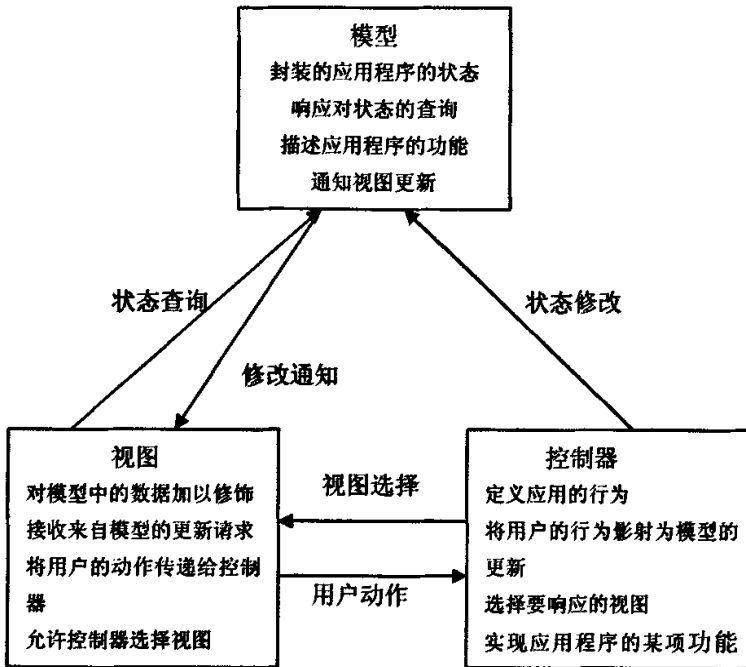 模型
封装的应用程序的状态
响应对状态的查询
描述应用程序的功能
通知视图更新
状态查询
状态修改
修改通知
视图
对模型中的数据加以修饰
接收来自模型的更新请求
将用户的动作传递给控制
器
允许控制器选择视图
视图选择
用户动作
控制器
定义应用的行为
将用户的行为影射为模型的
更新
选择要响应的视图
实现应用程序的某项功能